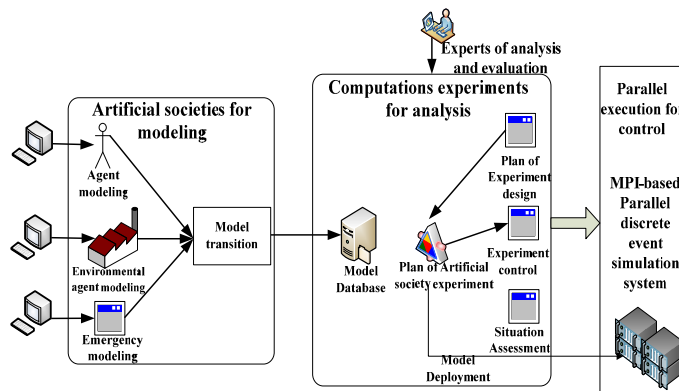 Experts of analysis
and evaluation
Artificial societies for
modeling
Agent
modeling
Environmental
agent modeling
Emergency
modeling
Model
transition
Computations experiments
for analysis
Model
Database
Plan of
Experiment
design
Plan of Artificial
society experiment
Experiment
control
Situation
Assessment
Model
Deployment
Parallel
execution for
control
MPI-based
Parallel
discrete
event
simulation
system